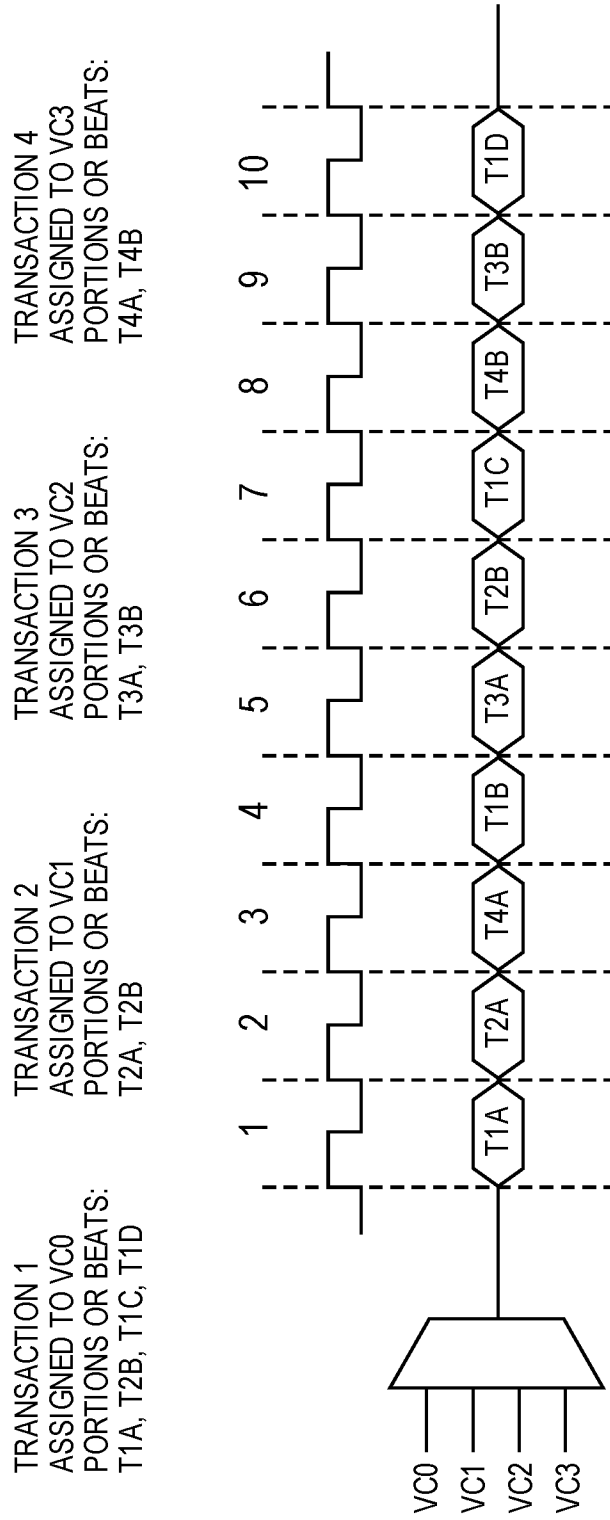 TRANSACTION 1
ASSIGNED TO VC0
PORTIONS OR BEATS:
T1A, T2B, T1C, T1D
TRANSACTION 2
ASSIGNED TO VC1
PORTIONS OR BEATS:
T2A, T2B
TRANSACTION 3
ASSIGNED TO VC2
PORTIONS OR BEATS:
T3A, T3B
TRANSACTION 4
ASSIGNED TO VC3
PORTIONS OR BEATS:
T4A, T4B
1 2 3 4 5 6 7 8 9 10
VC0
VC1
VC2
VC3
T1A T2A T4A T1B T3A T2B T1C T4B T3B T1D